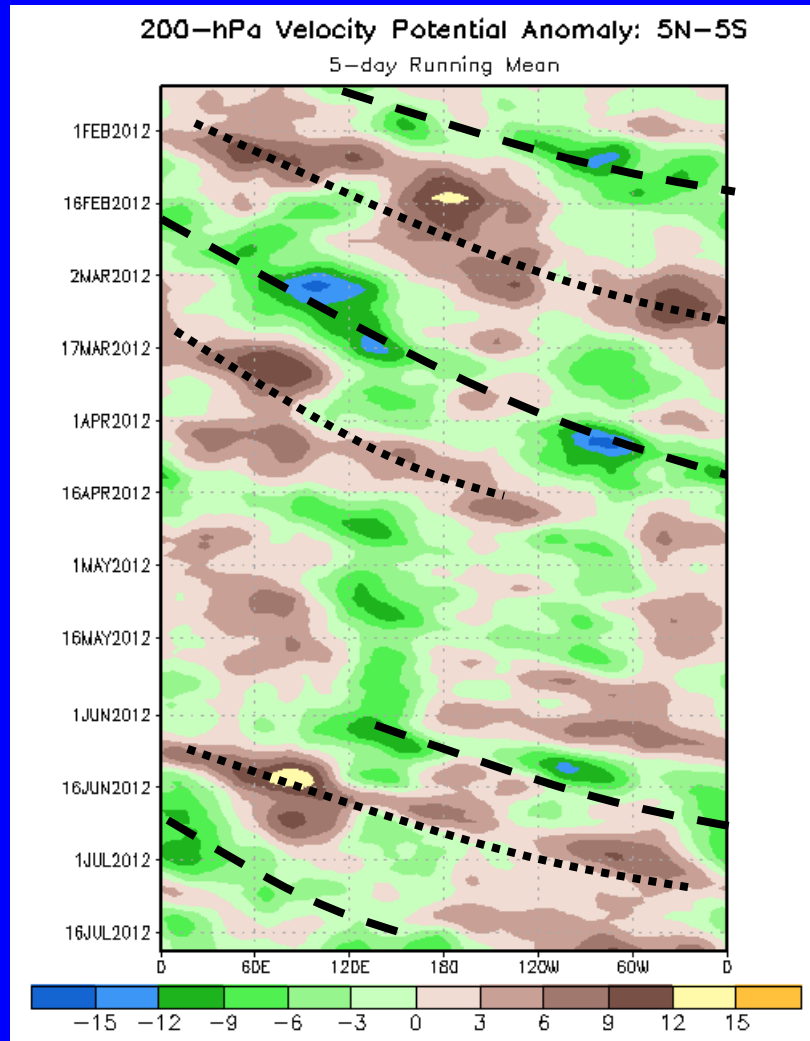 200-hPa Velocity Potential Anomaly: 5N-5S
5-day Running Mean
1FEB2012
16FEB2012
2MAR2012
17MAR2012
1APR2012
16APR2012
1MAY2012
16MAY2012
1JUN2012
16JUN2012
1JUL2012
16JUL2012
0 60E 120E 180 120W 60W 0
-15 -12 -9 -6 -3 0 3 6 9 12 15